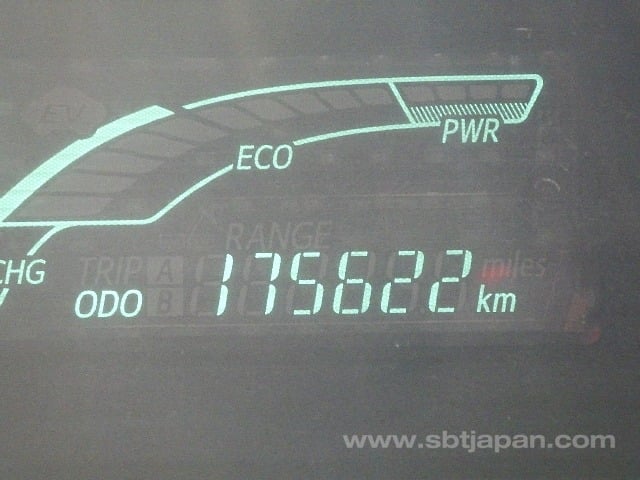 EV
PWR
ECO
RANGE
CHG
TRIP A miles
B
ODO 175622 km
www.sbtjapan.com